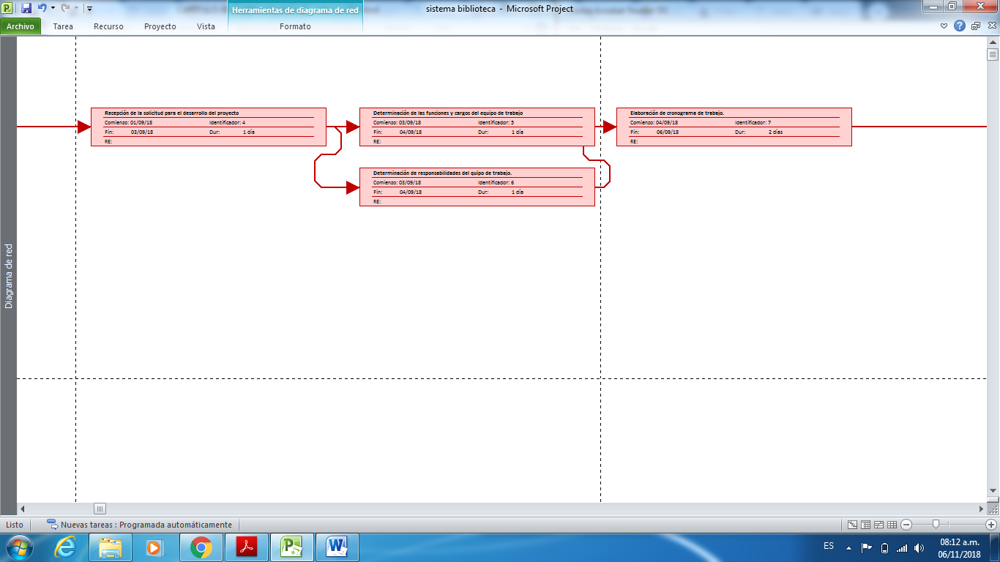 Herramientas de diagrama de red
sistema biblioteca - Microsoft Project
Archivo Tarea Recurso Proyecto Vista Formato
Recepción de la solicitud para el desarrollo del proyecto
Comienzo: 01/09/18 Identificador: 4
Fin: 03/09/18 Dur: 1 día
RE:
Determinación de las funciones y cargos del equipo de trabajo
Comienzo: 03/09/18 Identificador: 5
Fin: 04/09/18 Dur: 1 día
RE:
Elaboración de cronograma de trabajo.
Comienzo: 04/09/18 Identificador: 7
Fin: 06/09/18 Dur: 2 días
RE:
Determinación de responsabilidades del quipo de trabajo.
Comienzo: 03/09/18 Identificador: 6
Fin: 04/09/18 Dur: 1 día
RE:
Diagrama de red
Listo Nuevas tareas : Programada automáticamente
ES
08:12 a.m.
06/11/2018